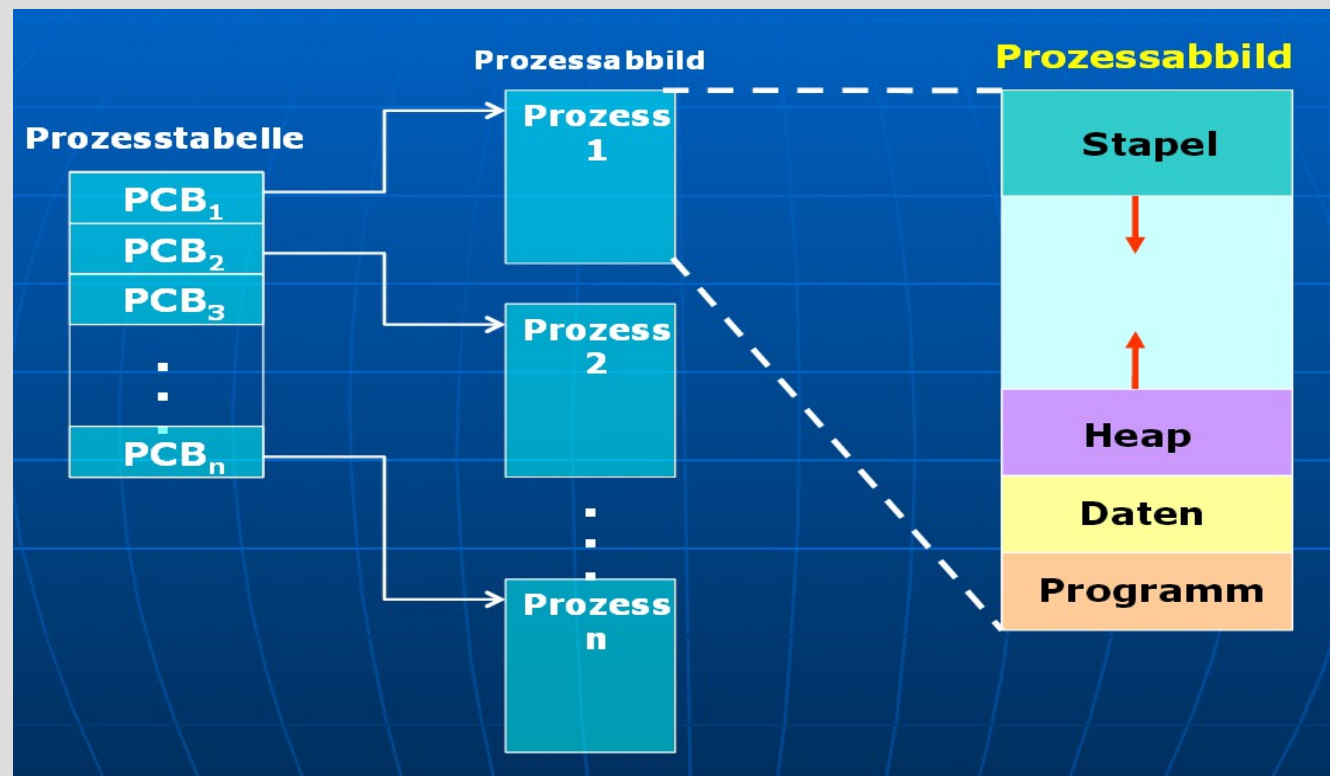 Prozesstabelle
PCB₁
PCB₂
PCB₃
PCBₙ
Prozessabbild
Prozess
1
Prozess
2
Prozess
n
Prozessabbild
Stapel
Heap
Daten
Programm